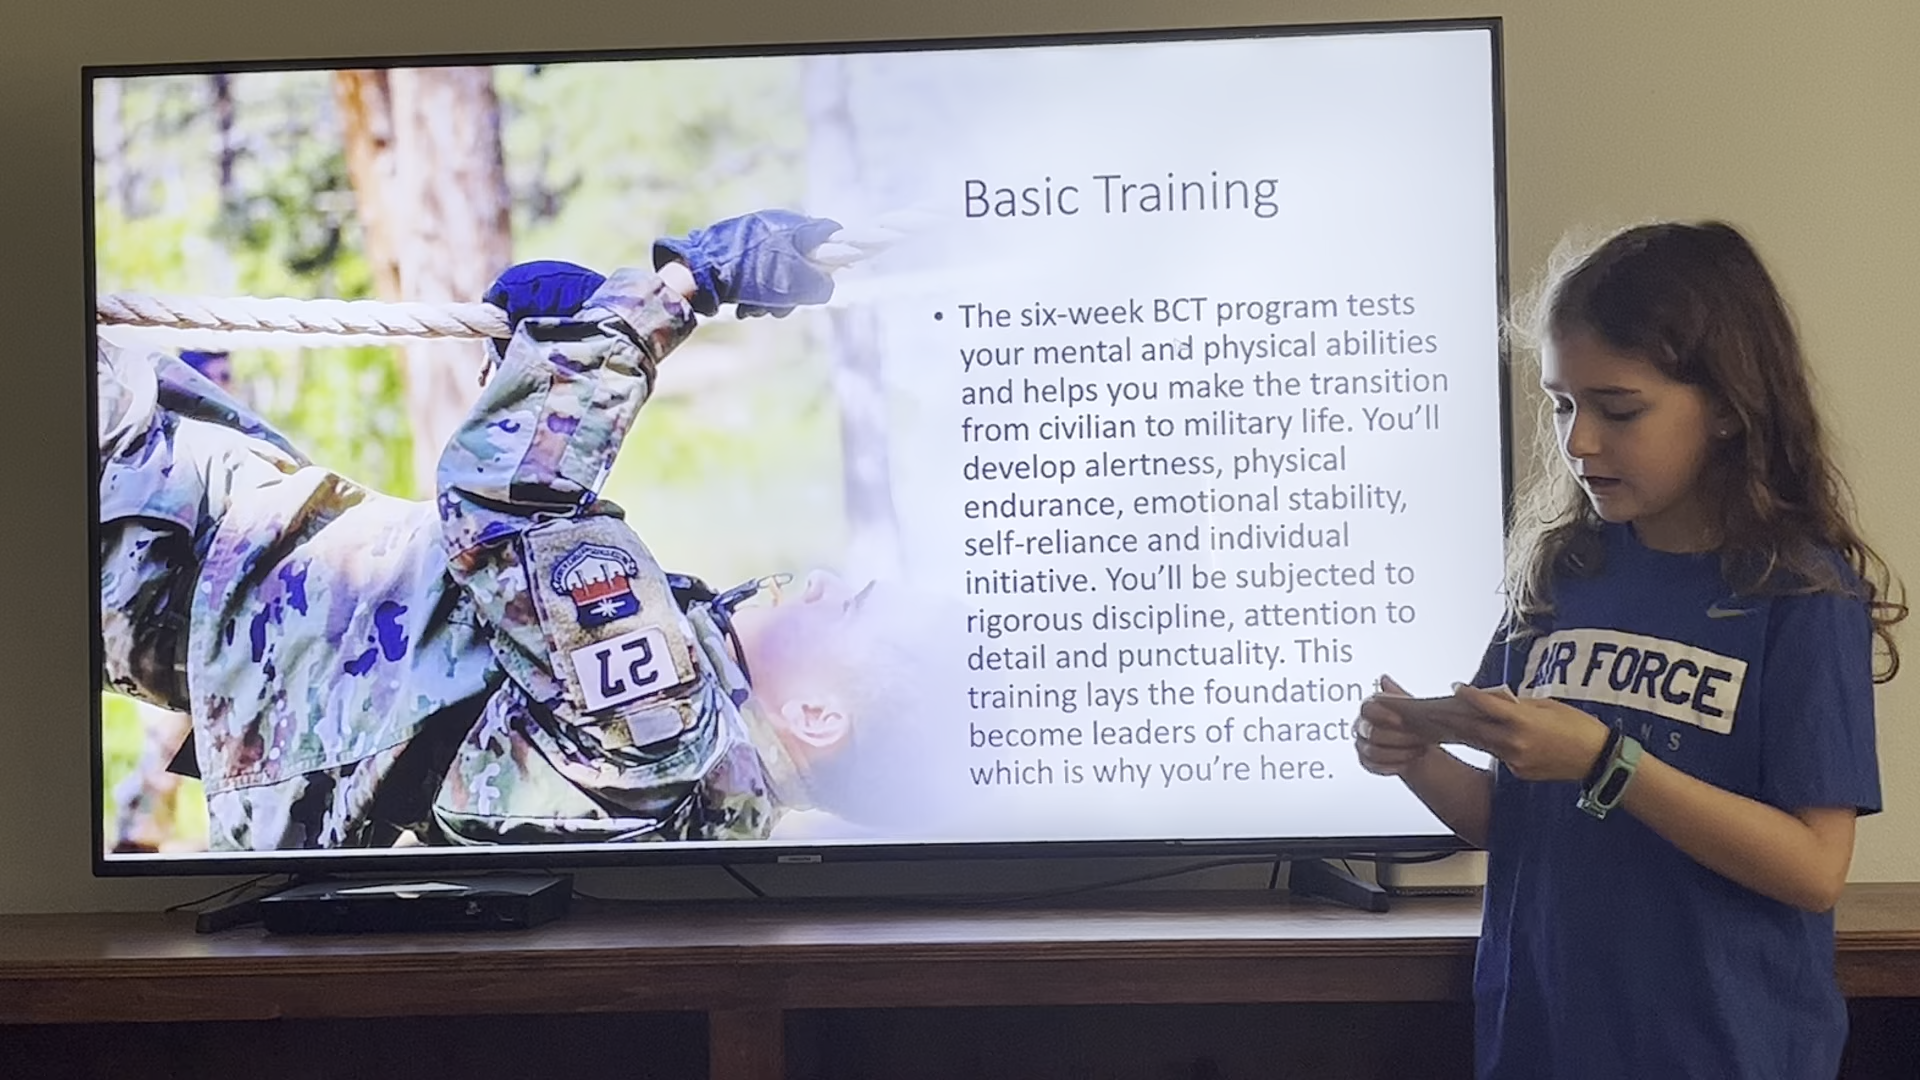 Basic Training
• The six-week BCT program tests
your mental and physical abilities
and helps you make the transition
from civilian to military life. You'll
develop alertness, physical
endurance, emotional stability,
self-reliance and individual
initiative. You'll be subjected to
rigorous discipline, attention to
detail and punctuality. This
training lays the foundation
become leaders of charact
which is why you're here.
27
AIR FORCE